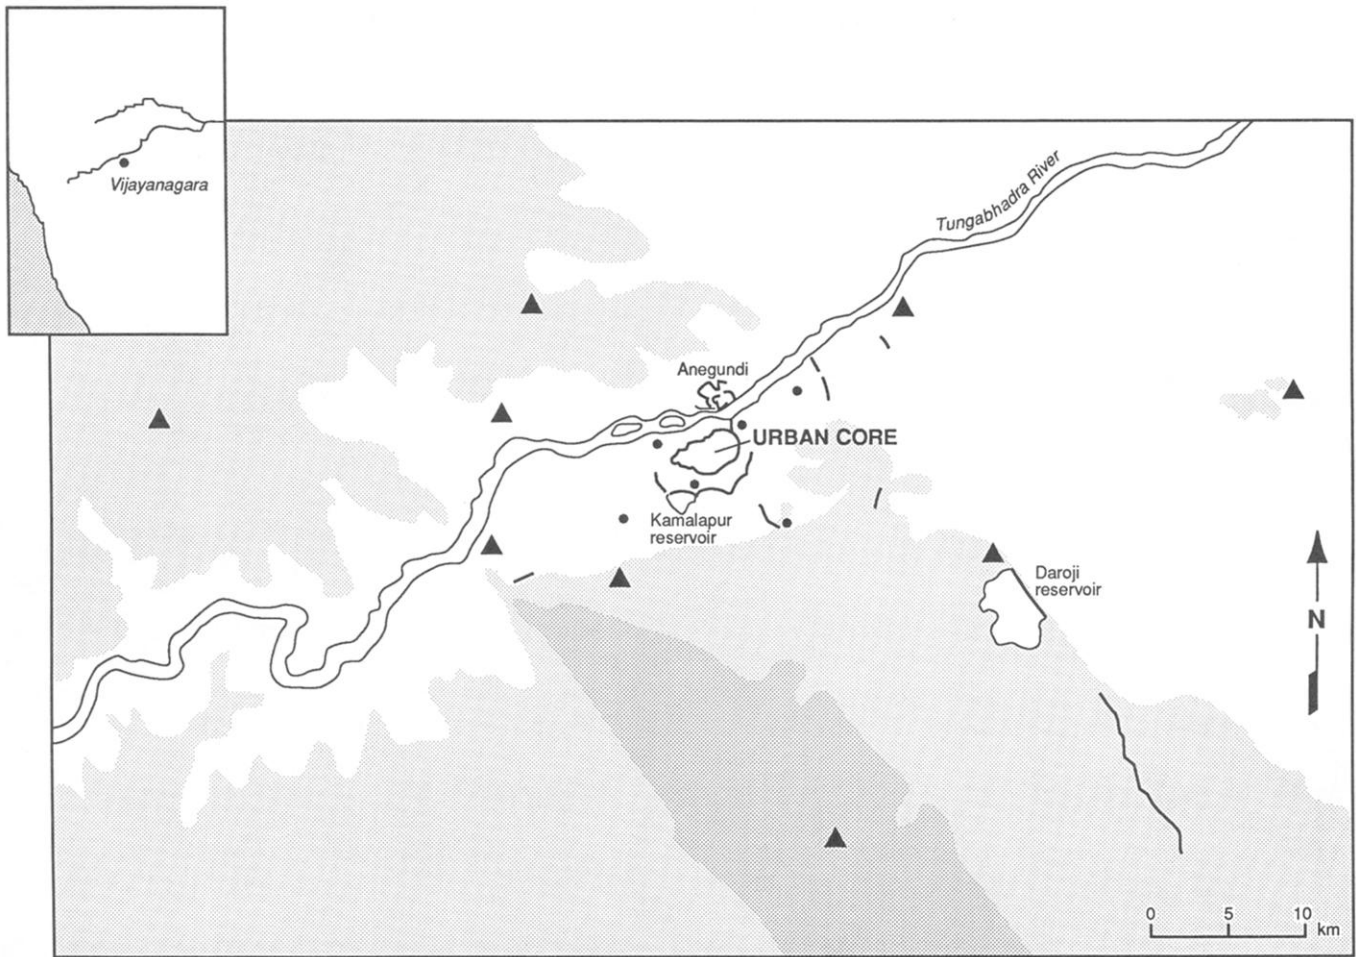 Vijayanagara
Tungabhadra River
Anegundi
URBAN CORE
Kamalapur
reservoir
Daroji
reservoir
N
0 5 10
km